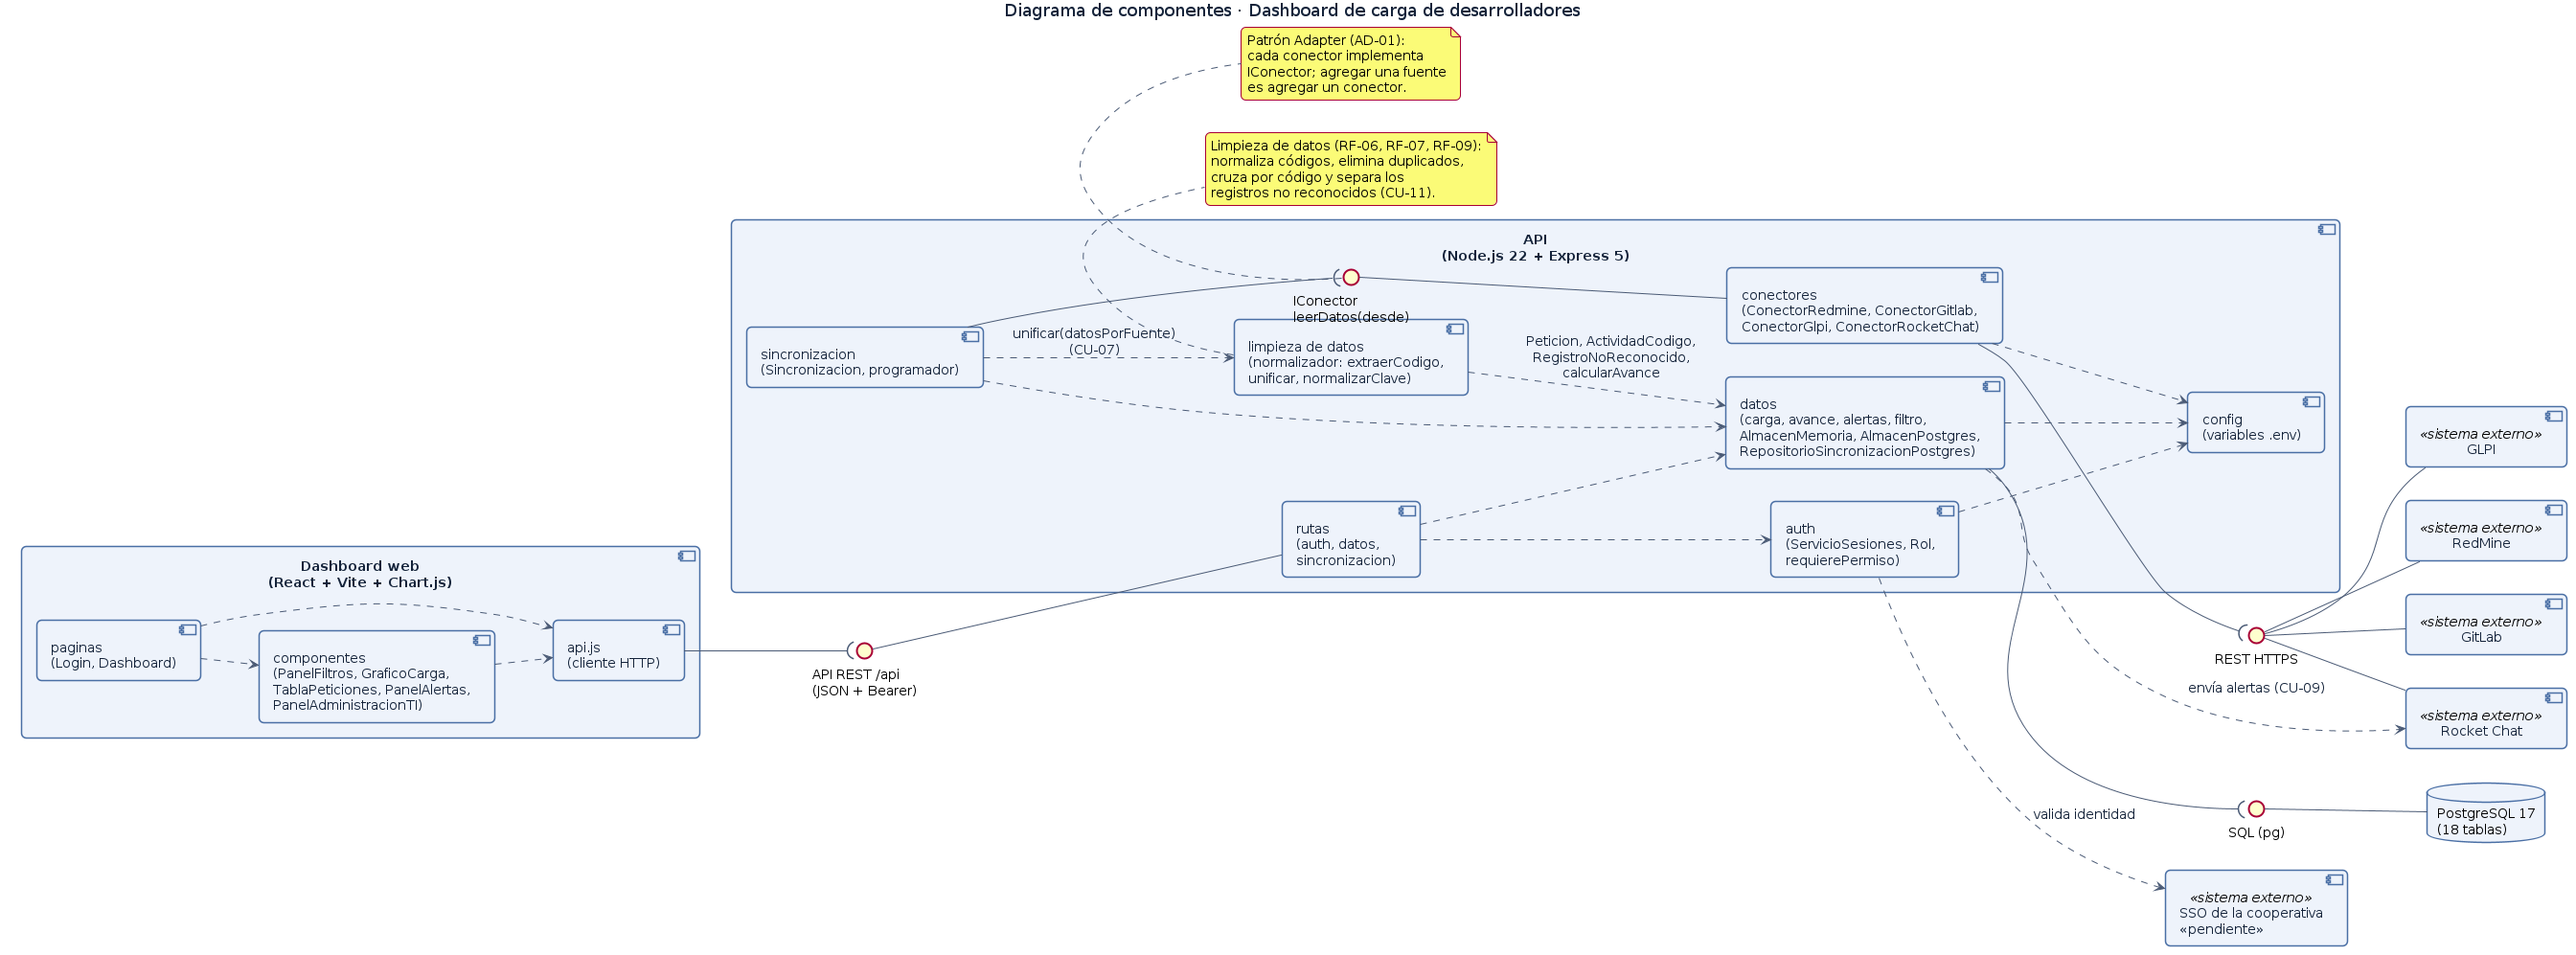 Diagrama de componentes · Dashboard de carga de desarrolladores
Patrón Adapter (AD-01):
cada conector implementa
IConector; agregar una fuente
es agregar un conector.
Limpieza de datos (RF-06, RF-07, RF-09):
normaliza códigos, elimina duplicados,
cruza por código y separa los
registros no reconocidos (CU-11).
API
(Node.js 22 + Express 5)
IConector
leerDatos(desde)
conectores
(ConectorRedmine, ConectorGitlab,
ConectorGlpi, ConectorRocketChat)
sincronizacion
(Sincronizacion, programador)
unificar(datosPorFuente)
(CU-07)
limpieza de datos
(normalizador: extraerCodigo,
unificar, normalizarClave)
Peticion, ActividadCodigo,
RegistroNoReconocido,
calcularAvance
datos
(carga, avance, alertas, filtro,
AlmacenMemoria, AlmacenPostgres,
RepositorioSincronizacionPostgres)
config
(variables .env)
rutas
(auth, datos,
sincronizacion)
auth
(ServicioSesiones, Rol,
requierePermiso)
Dashboard web
(React + Vite + Chart.js)
paginas
(Login, Dashboard)
componentes
(PanelFiltros, GraficoCarga,
TablaPeticiones, PanelAlertas,
PanelAdministracionTI)
api.js
(cliente HTTP)
API REST /api
(JSON + Bearer)
«sistema externo»
GLPI
«sistema externo»
RedMine
«sistema externo»
GitLab
REST HTTPS
envía alertas (CU-09)
«sistema externo»
Rocket Chat
valida identidad
SQL (pg)
PostgreSQL 17
(18 tablas)
«sistema externo»
SSO de la cooperativa
«pendiente»